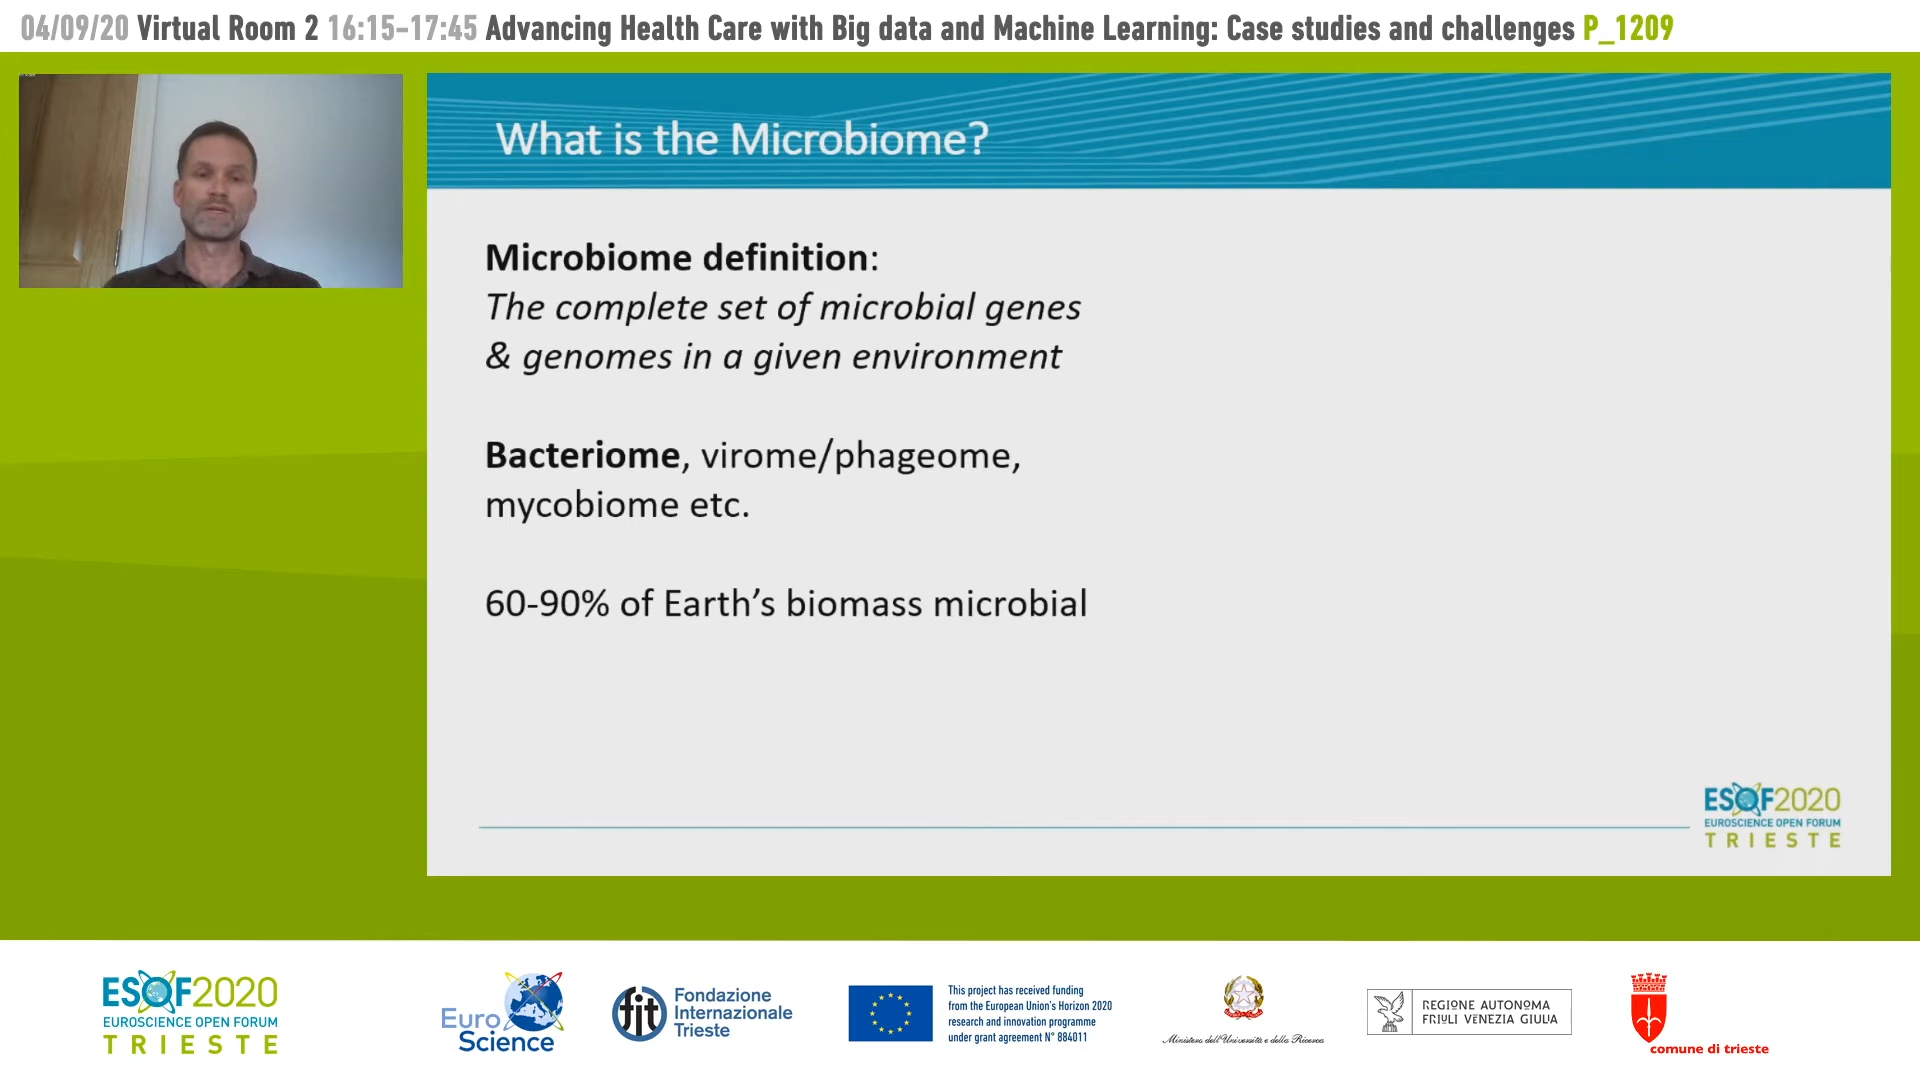 04/09/20 Virtual Room 2 16:15-17:45 Advancing Health Care with Big data and Machine Learning: Case studies and challenges P_1209
What is the Microbiome?
Microbiome definition:
The complete set of microbial genes
& genomes in a given environment
Bacteriome, virome/phageome,
mycobiome etc.
60-90% of Earth's biomass microbial
ESOF2020
EUROSCIENCE OPEN FORUM
TRIESTE
ESOF2020
EUROSCIENCE OPEN FORUM
TRIESTE
Euro
Science
fit
Fondazione
Internazionale
Trieste
This project has received funding
from the European Union's Horizon 2020
research and innovation programme
under grant agreement N° 884011
Ministero dell'Università e della Ricerca
REGIONE AUTONOMA
FRIULI VENEZIA GIULIA
comune di trieste